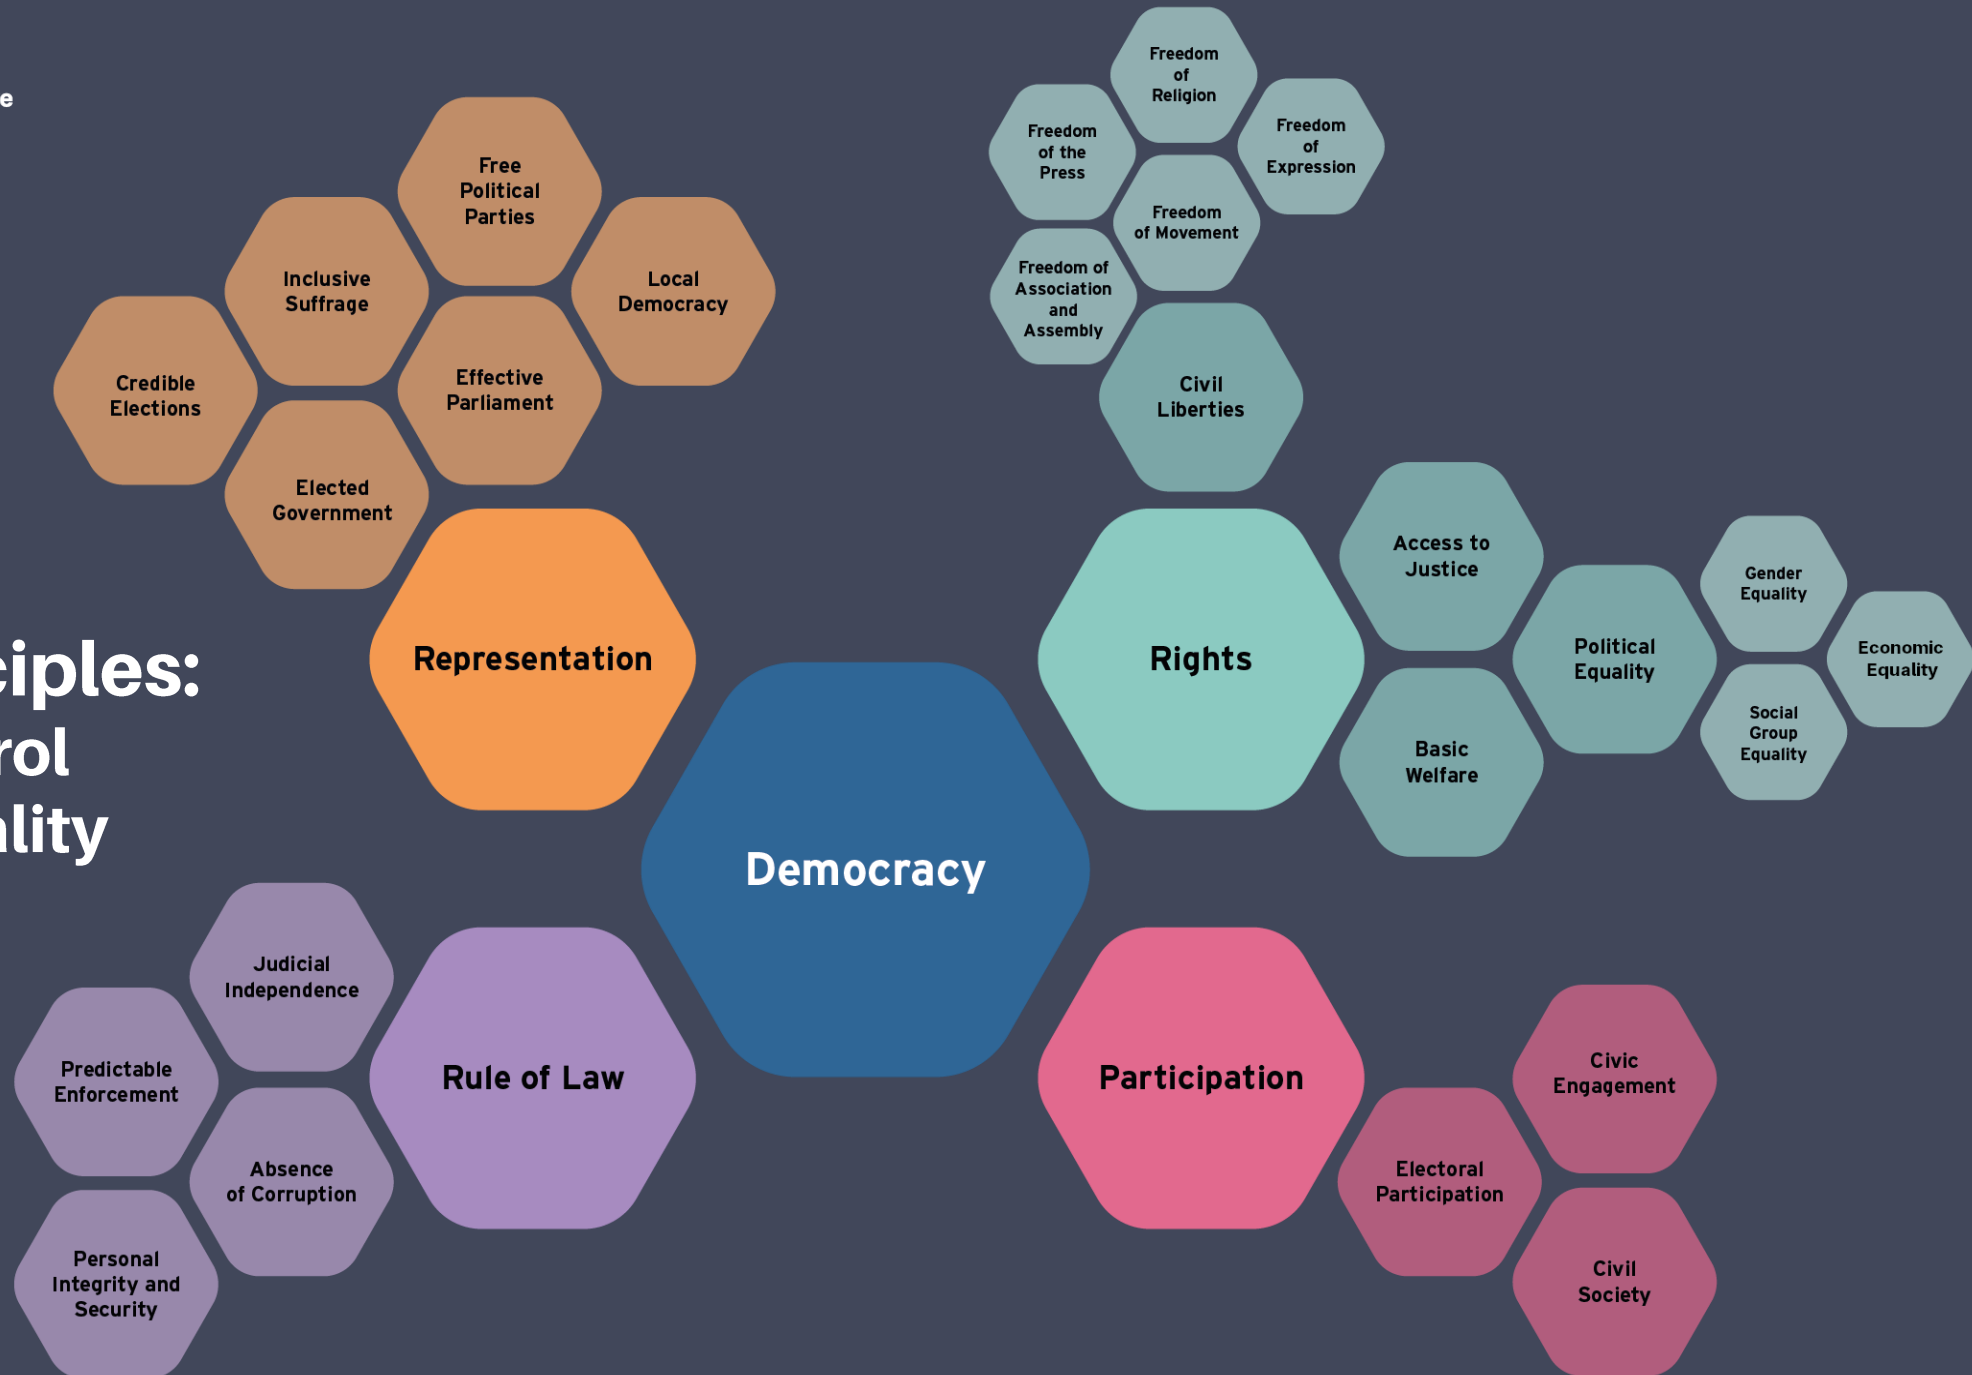 Free
Political
Parties
Inclusive
Suffrage
Local
Democracy
Credible
Elections
Effective
Parliament
Elected
Government
Representation
Freedom
of
Religion
Freedom
of the
Press
Freedom
of
Expression
Freedom
of Movement
Freedom of
Association
and
Assembly
Civil
Liberties
Rights
Access to
Justice
Political
Equality
Basic
Welfare
Gender
Equality
Economic
Equality
Social
Group
Equality
ciples:
rol
ality
Democracy
Judicial
Independence
Predictable
Enforcement
Absence
of Corruption
Personal
Integrity and
Security
Rule of Law
Participation
Civic
Engagement
Electoral
Participation
Civil
Society